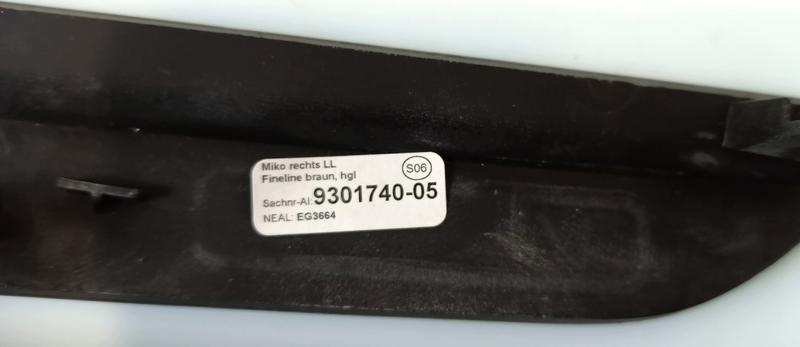 Miko rechts LL
S06
Fineline braun, hgl
Sachnr-AI: 9301740-05
NEAL: EG3664